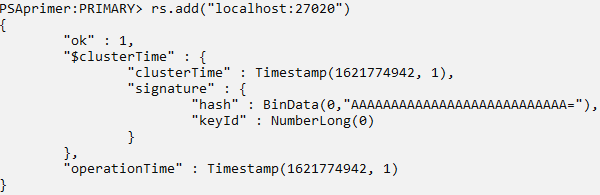 PSAprimer:PRIMARY> rs.add("localhost:27020")
{
        "ok" : 1,
        "$clusterTime" : {
                "clusterTime" : Timestamp(1621774942, 1),
                "signature" : {
                        "hash" : BinData(0,"AAAAAAAAAAAAAAAAAAAAAAAAAAA="),
                        "keyId" : NumberLong(0)
                }
        },
        "operationTime" : Timestamp(1621774942, 1)
}